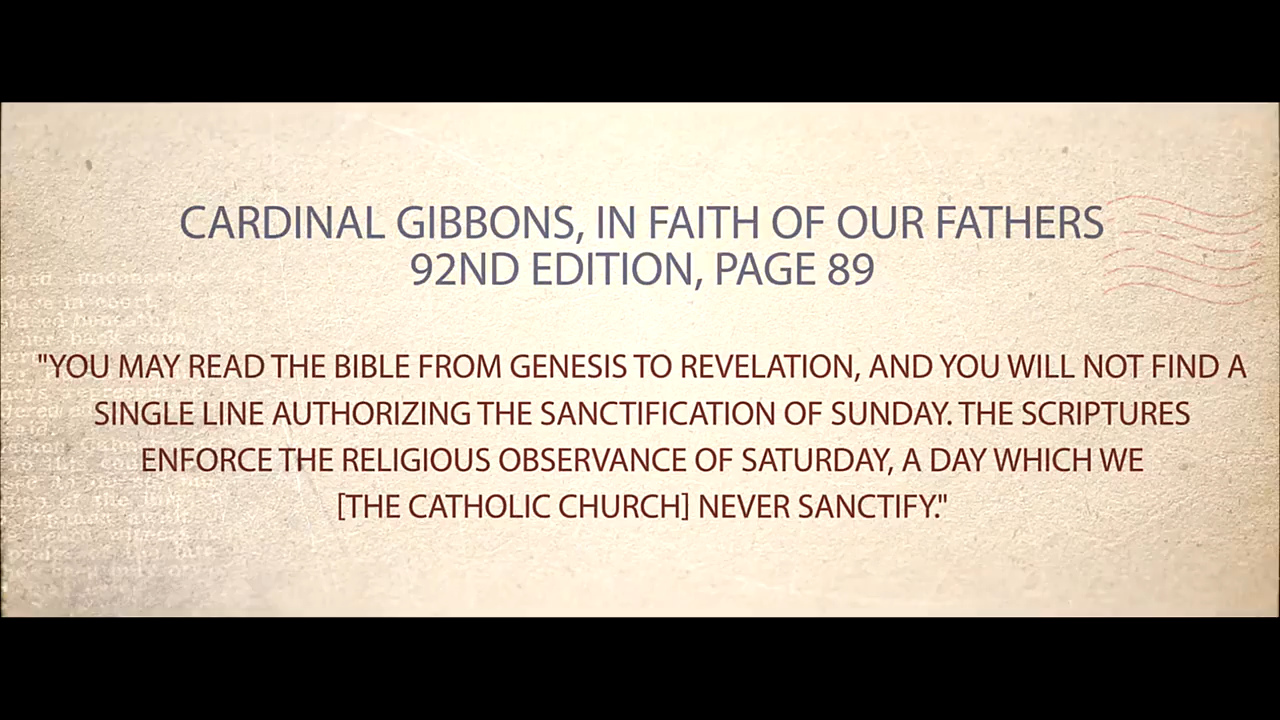 CARDINAL GIBBONS, IN FAITH OF OUR FATHERS
92ND EDITION, PAGE 89
"YOU MAY READ THE BIBLE FROM GENESIS TO REVELATION, AND YOU WILL NOT FIND A
SINGLE LINE AUTHORIZING THE SANCTIFICATION OF SUNDAY. THE SCRIPTURES
ENFORCE THE RELIGIOUS OBSERVANCE OF SATURDAY, A DAY WHICH WE
[THE CATHOLIC CHURCH] NEVER SANCTIFY."